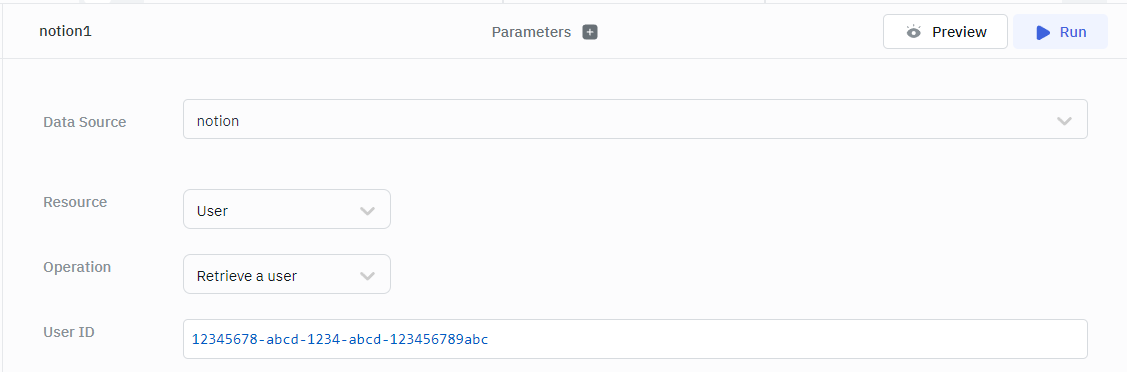 notion1
Parameters
Preview
Run
Data Source
notion
Resource
User
Operation
Retrieve a user
User ID
12345678-abcd-1234-abcd-123456789abc